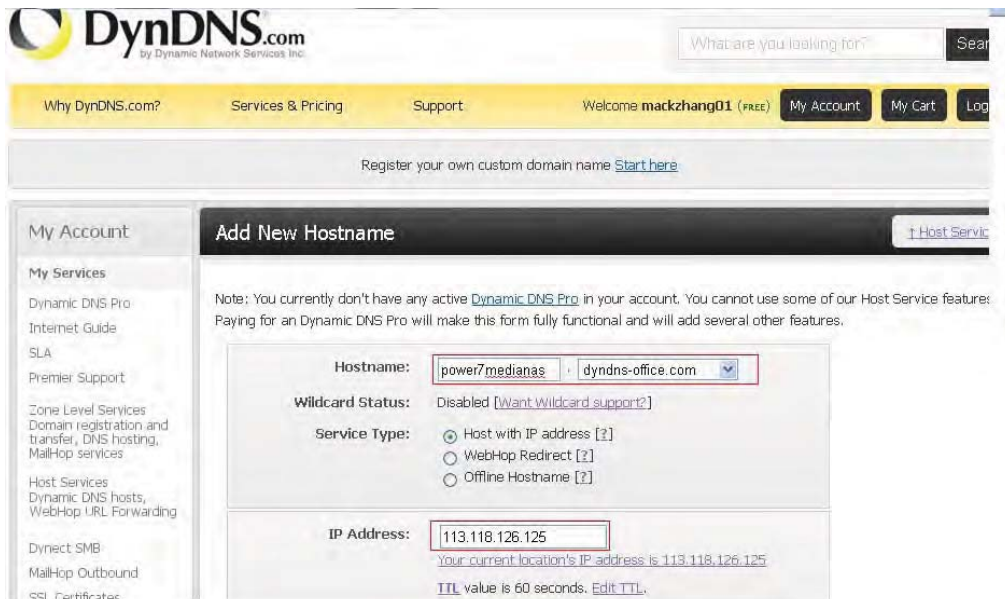 DynDNS.com
by Dynamic Network Services Inc.
What are you looking for?
Sear
Why DynDNS.com?
Services & Pricing
Support
Welcome mackzhang01 (FREE)
My Account
My Cart
Log
Register your own custom domain name Start here
My Account
My Services
Dynamic DNS Pro
Internet Guide
SLA
Premier Support
Zone Level Services
Domain registration and
transfer, DNS hosting,
MailHop services
Host Services
Dynamic DNS hosts,
WebHop URL Forwarding
Dynect SMB
MailHop Outbound
SSL Certificates
Add New Hostname
↑ Host Servic
Note: You currently don't have any active Dynamic DNS Pro in your account. You cannot use some of our Host Service features
Paying for an Dynamic DNS Pro will make this form fully functional and will add several other features.
Hostname: power7medianas . dyndns-office.com
Wildcard Status: Disabled [Want Wildcard support?]
Service Type: Host with IP address [?]
WebHop Redirect [?]
Offline Hostname [?]
IP Address: 113.118.126.125
Your current location's IP address is 113.118.126.125
TTL value is 60 seconds. Edit TTL.